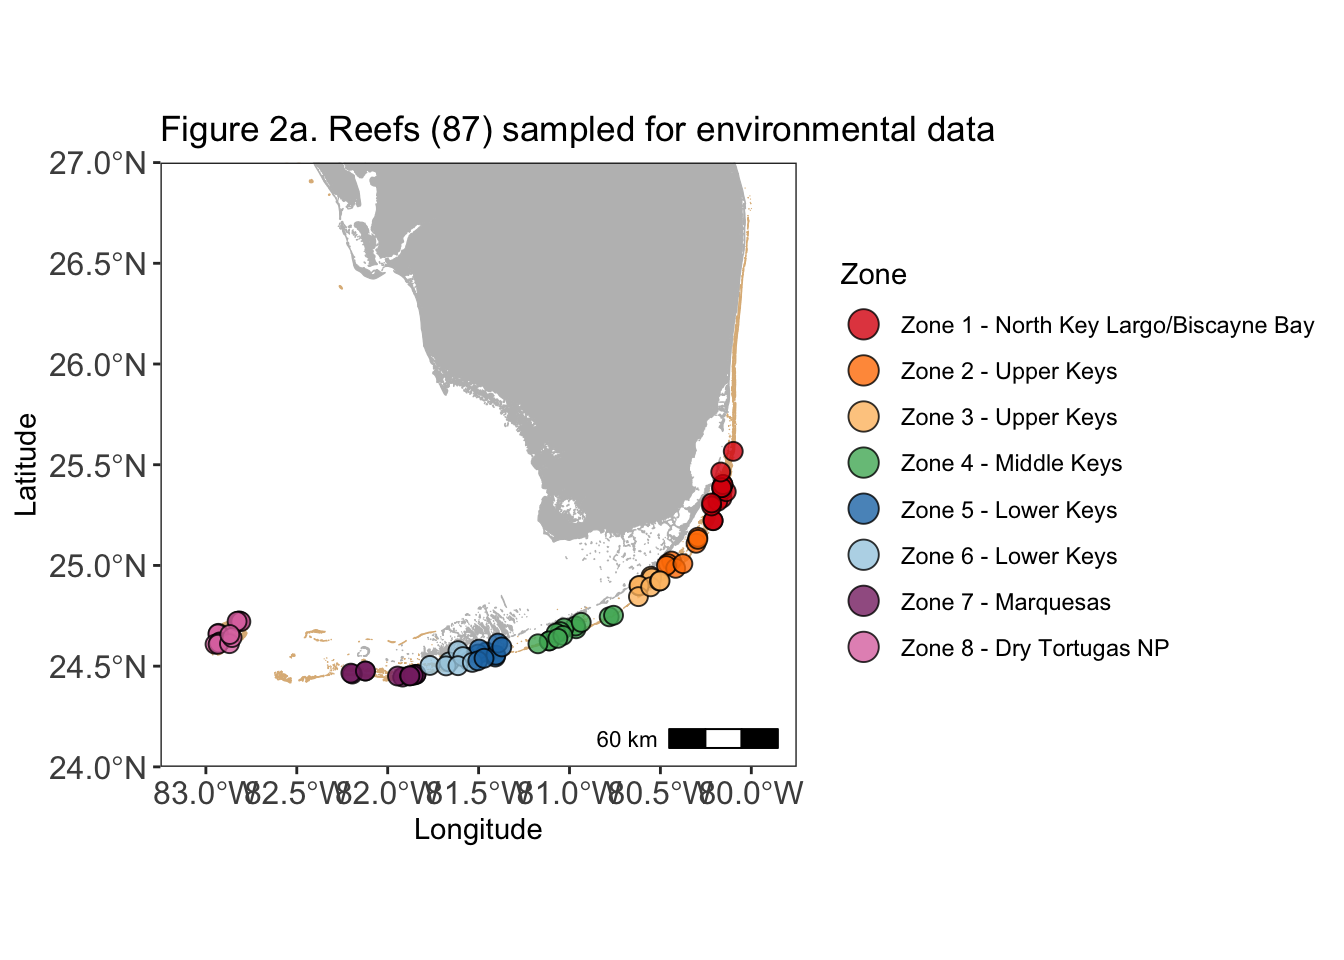 Figure 2a. Reefs (87) sampled for environmental data
27.0°N
26.5°N
26.0°N
25.5°N
25.0°N
24.5°N
24.0°N
Latitude
60 km
83.0°W 82.5°W 82.0°W 81.5°W 81.0°W 80.5°W 80.0°W
Longitude
Zone
Zone 1 - North Key Largo/Biscayne Bay
Zone 2 - Upper Keys
Zone 3 - Upper Keys
Zone 4 - Middle Keys
Zone 5 - Lower Keys
Zone 6 - Lower Keys
Zone 7 - Marquesas
Zone 8 - Dry Tortugas NP